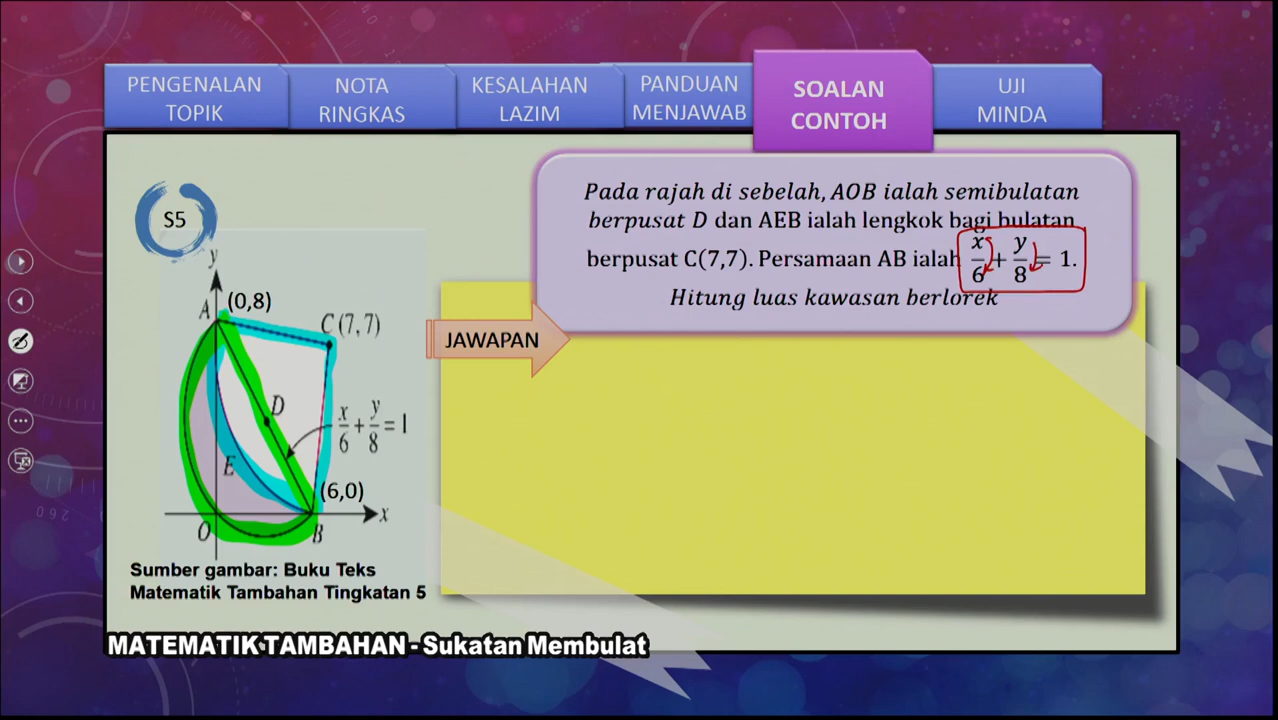 PENGENALAN
TOPIK
NOTA
RINGKAS
KESALAHAN
LAZIM
PANDUAN
MENJAWAB
SOALAN
CONTOH
UJI
MINDA
S5
Pada rajah di sebelah, AOB ialah semibulatan
berpusat D dan AEB ialah lengkok bagi bulatan
berpusat C(7,7). Persamaan AB ialah x/6 + y/8 = 1.
Hitung luas kawasan berlorek
JAWAPAN
y
A
(0,8)
C (7, 7)
D
x/6 + y/8 = 1
E
(6,0)
x
O
B
Sumber gambar: Buku Teks
Matematik Tambahan Tingkatan 5
MATEMATIK TAMBAHAN - Sukatan Membulat
260